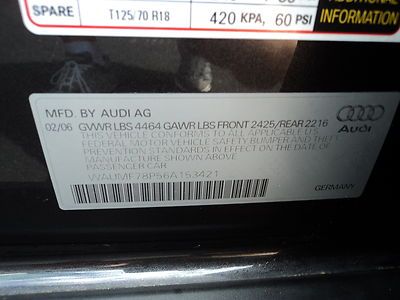 SPARE T125/70 R18 420 KPA, 60 PSI
INFORMATION
MFD. BY AUDI AG
02/06 GVWR LBS 4464 GAWR LBS FRONT 2425/REAR 2216
THIS VEHICLE CONFORMS TO ALL APPLICABLE U.S.
FEDERAL MOTOR VEHICLE SAFETY BUMPER AND THEFT
PREVENTION STANDARDS IN EFFECT ON THE DATE OF
MANUFACTURE SHOWN ABOVE
PASSENGER CAR
WAUMF78P56A153421
Audi
GERMANY